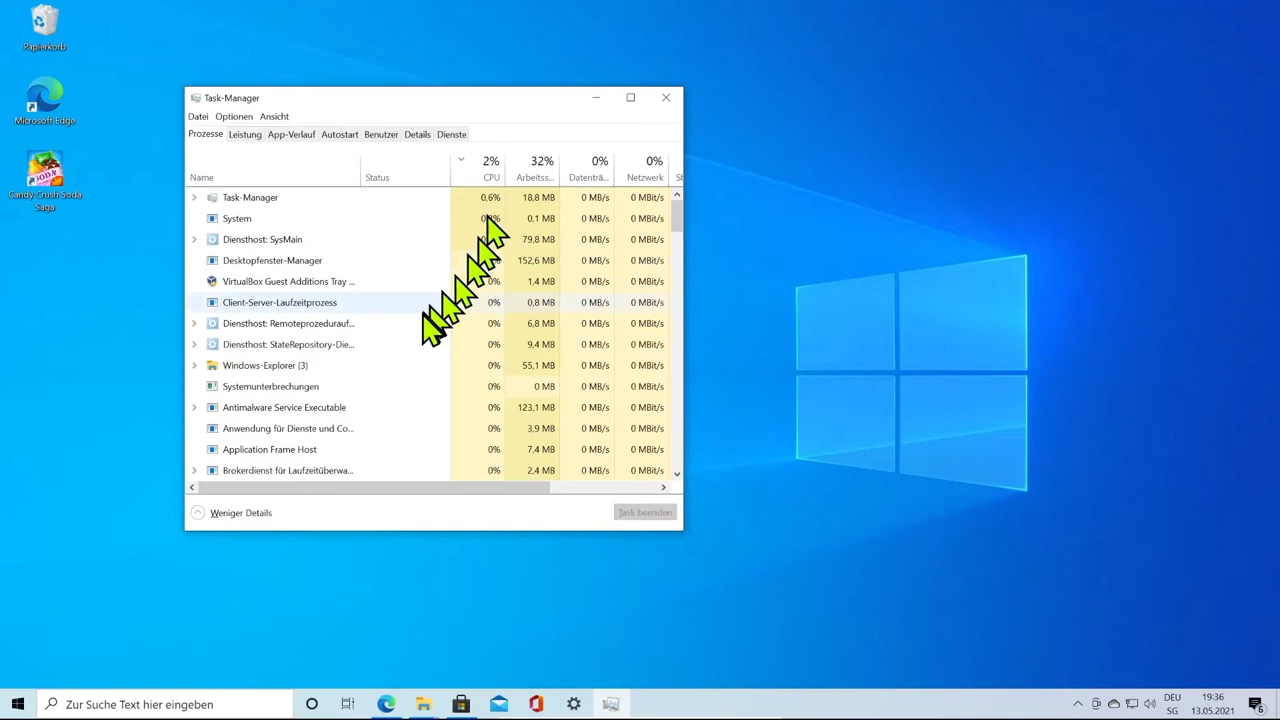 Papierkorb
Microsoft Edge
Candy Crush Soda
Saga
Task-Manager
Datei Optionen Ansicht
Prozesse Leistung App-Verlauf Autostart Benutzer Details Dienste
2% 32% 0% 0%
Name Status CPU Arbeitss... Datenträ... Netzwerk St
Task-Manager 0,6% 18,8 MB 0 MB/s 0 MBit/s
System 0,1 MB 0 MB/s 0 MBit/s
Diensthost: SysMain 79,8 MB 0 MB/s 0 MBit/s
Desktopfenster-Manager 152,6 MB 0 MB/s 0 MBit/s
VirtualBox Guest Additions Tray ... 0% 1,4 MB 0 MB/s 0 MBit/s
Client-Server-Laufzeitprozess 0% 0,8 MB 0 MB/s 0 MBit/s
Diensthost: Remoteprozedurauf... 0% 6,8 MB 0 MB/s 0 MBit/s
Diensthost: StateRepository-Die... 0% 9,4 MB 0 MB/s 0 MBit/s
Windows-Explorer (3) 0% 55,1 MB 0 MB/s 0 MBit/s
Systemunterbrechungen 0% 0 MB 0 MB/s 0 MBit/s
Antimalware Service Executable 0% 123,1 MB 0 MB/s 0 MBit/s
Anwendung für Dienste und Co... 0% 3,9 MB 0 MB/s 0 MBit/s
Application Frame Host 0% 7,4 MB 0 MB/s 0 MBit/s
Brokerdienst für Laufzeitüberwa... 0% 2,4 MB 0 MB/s 0 MBit/s
Weniger Details Task beenden
Zur Suche Text hier eingeben
DEU 19:36
SG 13.05.2021 6